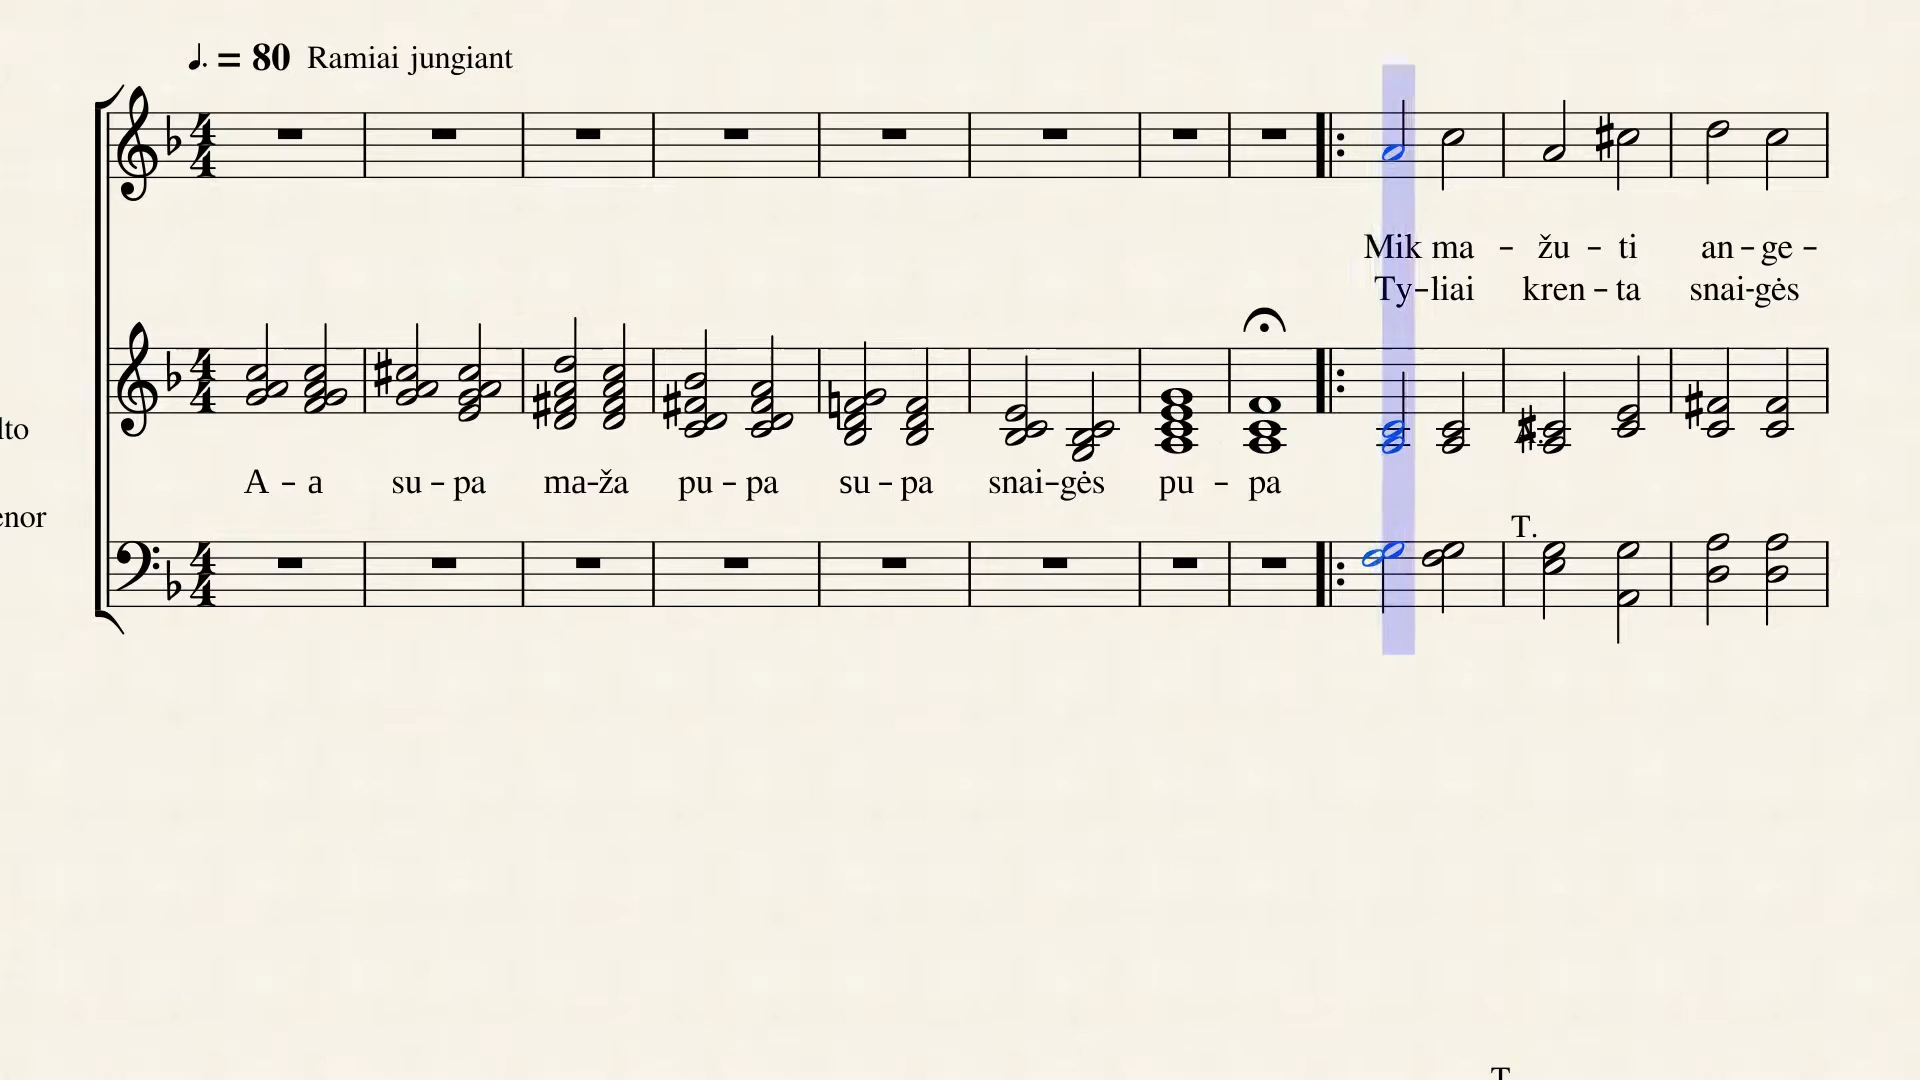 ♩. = 80 Ramiai jungiant
Mik ma - žu - ti an - ge -
Ty - liai kren - ta snai - gės
lto
A.
A - a su - pa ma - ža pu - pa su - pa snai - gės pu - pa
enor
T.
T